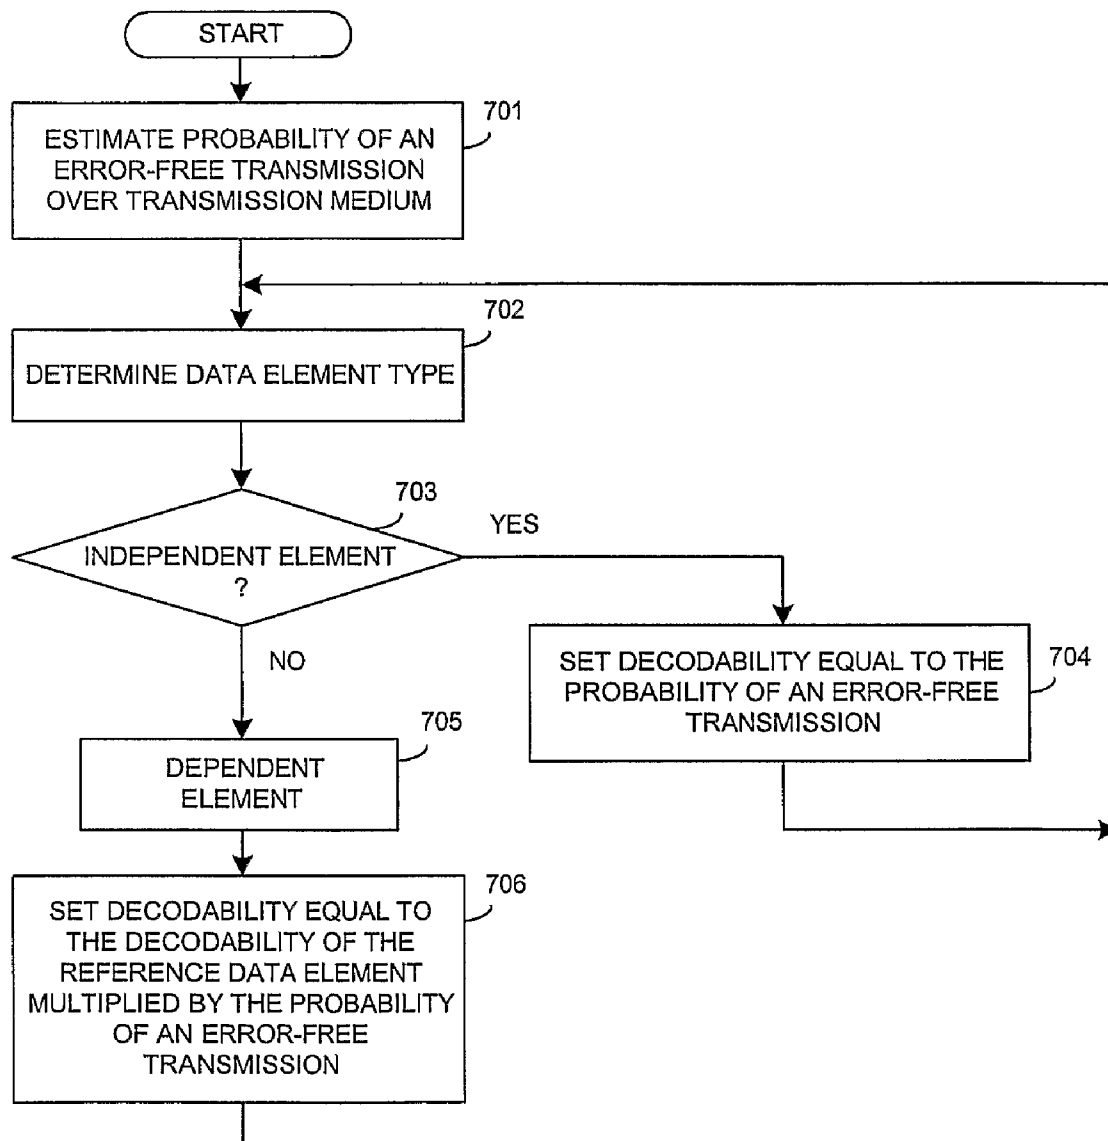 START
701
ESTIMATE PROBABILITY OF AN
ERROR-FREE TRANSMISSION
OVER TRANSMISSION MEDIUM
702
DETERMINE DATA ELEMENT TYPE
703
INDEPENDENT ELEMENT
?
YES
NO
704
SET DECODABILITY EQUAL TO THE
PROBABILITY OF AN ERROR-FREE
TRANSMISSION
705
DEPENDENT
ELEMENT
706
SET DECODABILITY EQUAL TO
THE DECODABILITY OF THE
REFERENCE DATA ELEMENT
MULTIPLIED BY THE PROBABILITY
OF AN ERROR-FREE
TRANSMISSION